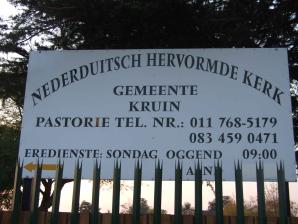 NEDERDUITSCH HERVORMDE KERK
GEMEENTE
KRUIN
PASTORIE TEL. NR.: 011 768-5179
083 459 0471
EREDIENSTE: SONDAG OGGEND 09:00